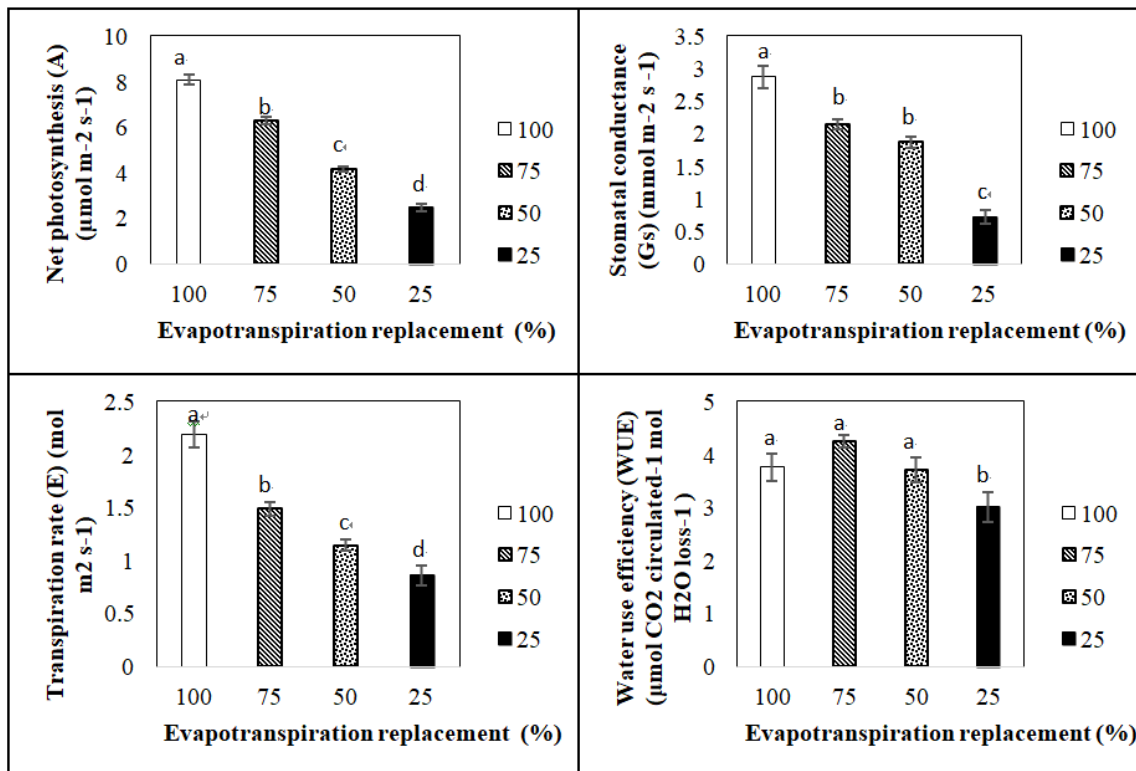 Net photosynthesis (A)
(µmol m-2 s-1)
10
8
6
4
2
0
a
b
c
d
100
75
50
25
Evapotranspiration replacement (%)
100
75
50
25
Stomatal conductance
(Gs) (mmol m-2 s -1)
3.5
3
2.5
2
1.5
1
0.5
0
a
b
b
c
100
75
50
25
Evapotranspiration replacement (%)
100
75
50
25
Transpiration rate (E) (mol
m2 s-1)
2.5
2
1.5
1
0.5
0
a
b
c
d
100
75
50
25
Evapotranspiration replacement (%)
100
75
50
25
Water use efficiency (WUE)
(µmol CO2 circulated-1 mol
H2O loss-1)
5
4
3
2
1
0
a
a
a
b
100
75
50
25
Evapotranspiration replacement (%)
100
75
50
25